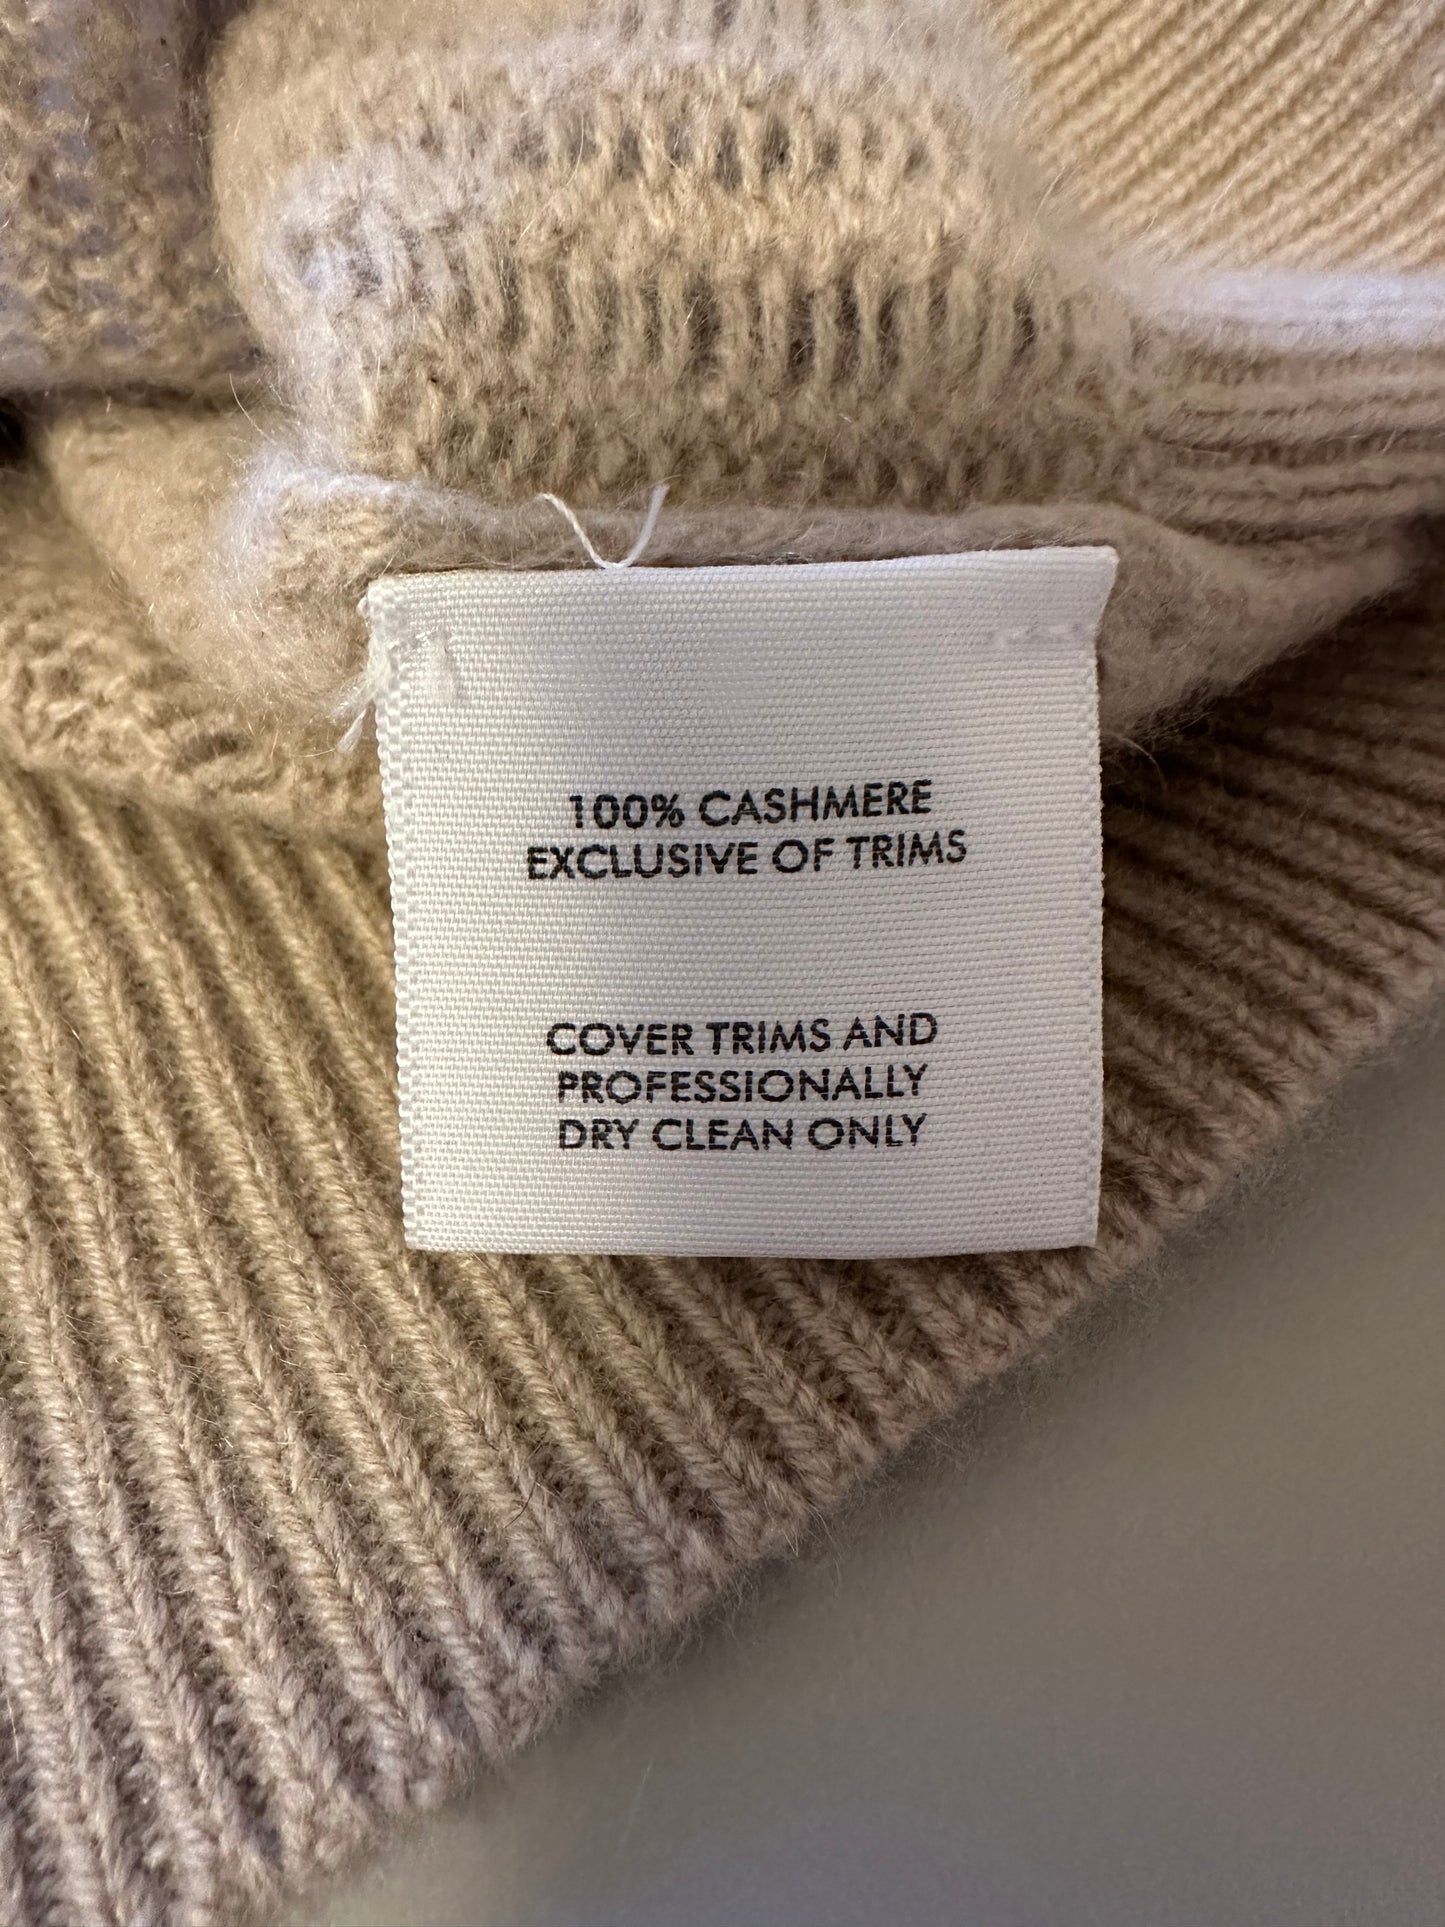 100% CASHMERE
EXCLUSIVE OF TRIMS
COVER TRIMS AND
PROFESSIONALLY
DRY CLEAN ONLY